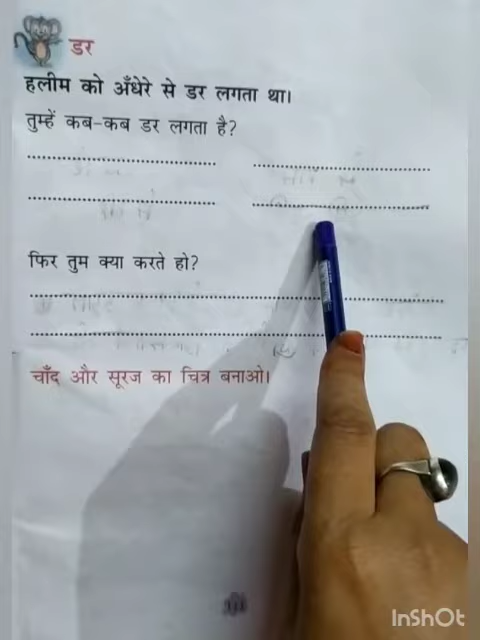 डर
हलीम को अँधेरे से डर लगता था।
तुम्हें कब-कब डर लगता है?
फिर तुम क्या करते हो?
चाँद और सूरज का चित्र बनाओ।
InShOt